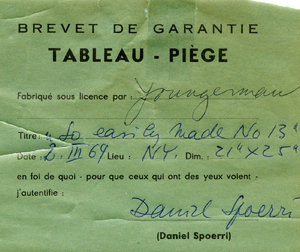 BREVET DE GARANTIE
TABLEAU - PIÈGE
Fabriqué sous licence par : Youngerman
Titre: "So easily made No 13"
Date : 2. III 64 Lieu : NY. Dim. : 21" x 25"
en foi de quoi - pour que ceux qui ont des yeux voient -
j'autentifie :
Daniel Spoerri
(Daniel Spoerri)